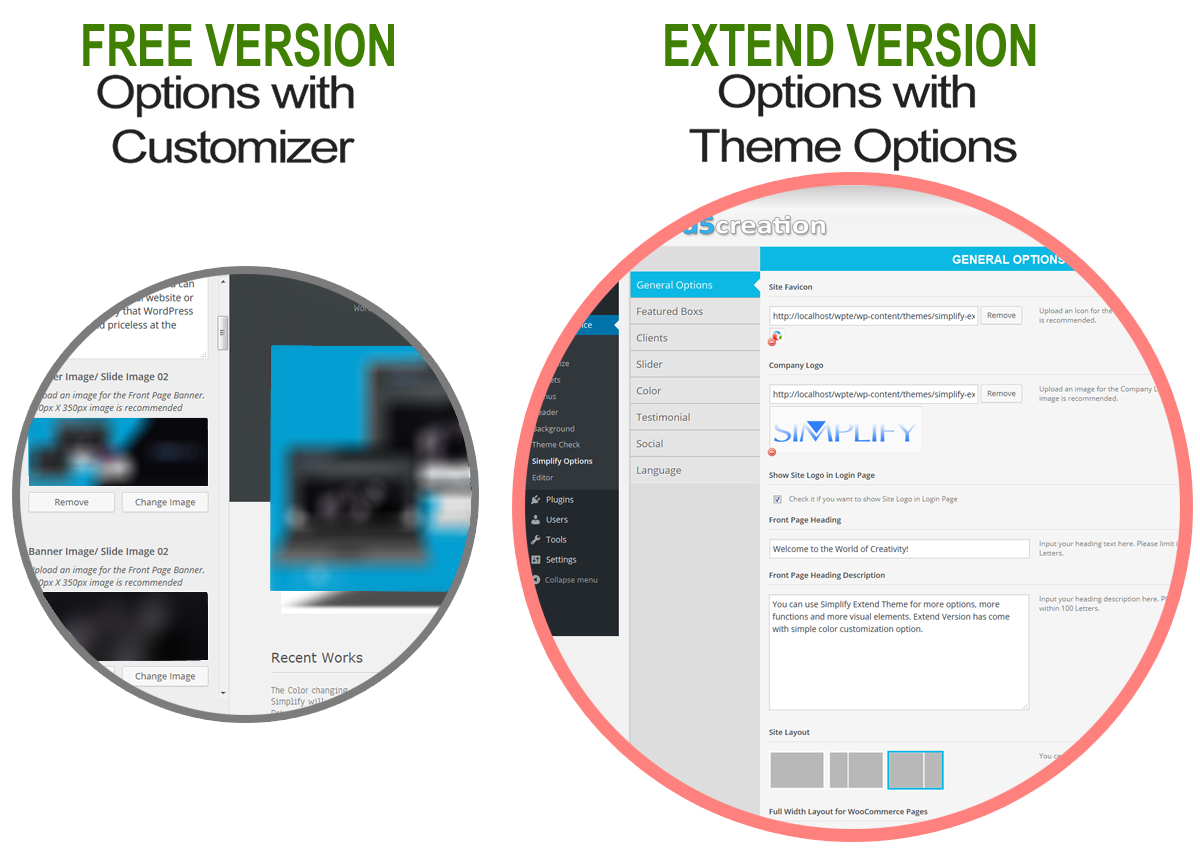 FREE VERSION
Options with
Customizer
EXTEND VERSION
Options with
Theme Options
can
website or
that WordPress
priceless at the
Image/ Slide Image 02
an image for the Front Page Banner.
X 350px image is recommended
Remove
Change Image
Banner Image/ Slide Image 02
Upload an image for the Front Page Banner.
X 350px image is recommended
Change Image
Recent Works
The Color changing
Simplify will
creation
GENERAL OPTIONS
General Options
Featured Boxs
Clients
Slider
Color
Testimonial
Social
Language
Background
Theme Check
Simplify Options
Editor
Plugins
Users
Tools
Settings
Collapse menu
Site Favicon
http://localhost/wpte/wp-content/themes/simplify-ex
Remove
Upload an Icon for the
is recommended.
Company Logo
http://localhost/wpte/wp-content/themes/simplify-ex
Remove
Upload an image for the Company L
image is recommended.
SIMPLIFY
Show Site Logo in Login Page
Check it if you want to show Site Logo in Login Page
Front Page Heading
Welcome to the World of Creativity!
Input your heading text here. Please limit i
Letters.
Front Page Heading Description
You can use Simplify Extend Theme for more options, more
functions and more visual elements. Extend Version has come
with simple color customization option.
Input your heading description here. Pl
within 100 Letters.
Site Layout
You ca
Full Width Layout for WooCommerce Pages